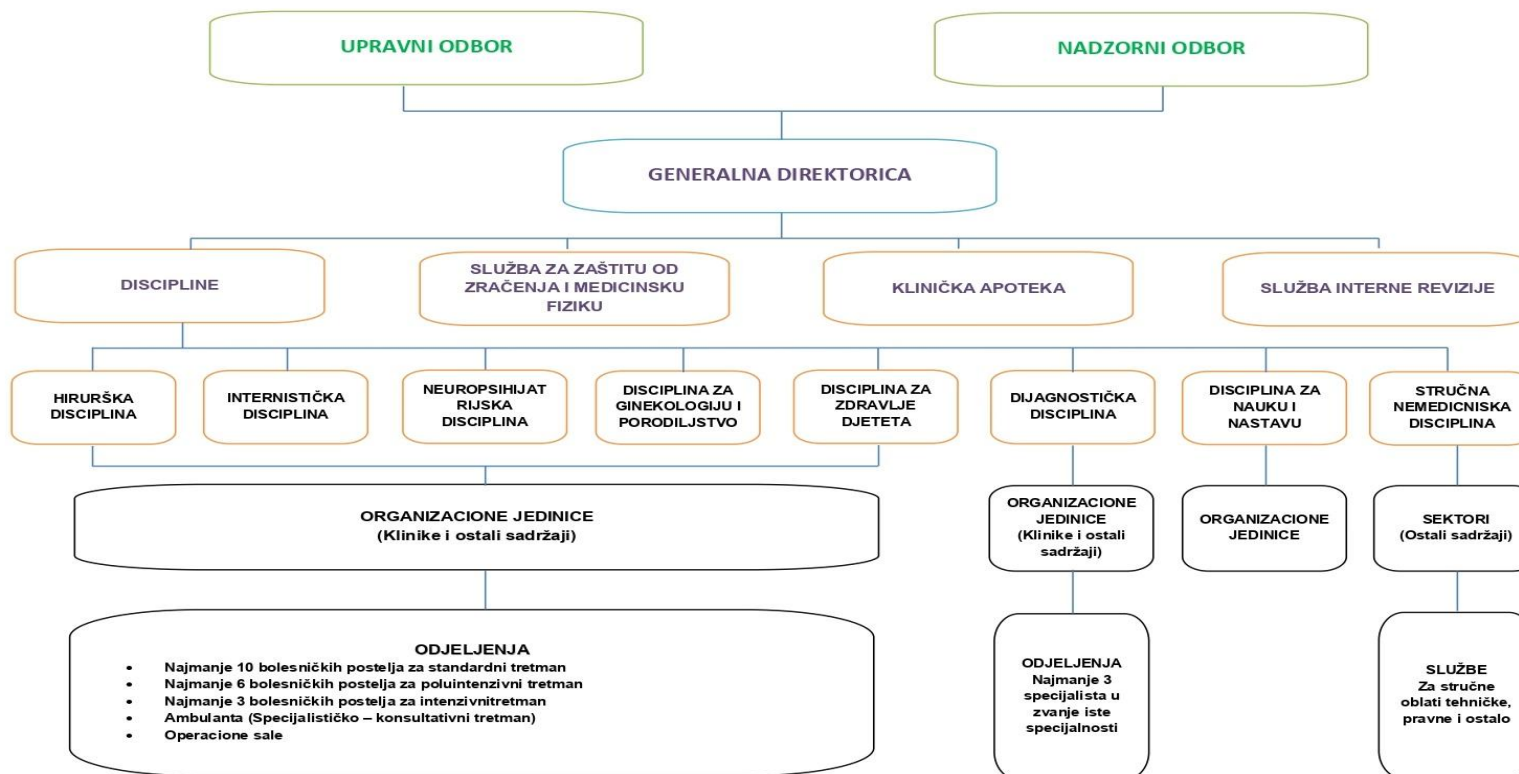 UPRAVNI ODBOR
NADZORNI ODBOR
GENERALNA DIREKTORICA
DISCIPLINE
SLUŽBA ZA ZAŠTITU OD
ZRAČENJA I MEDICINSKU
FIZIKU
KLINIČKA APOTEKA
SLUŽBA INTERNE REVIZIJE
HIRURŠKA
DISCIPLINA
INTERNISTIČKA
DISCIPLINA
NEUROPSIHIJAT
RIJSKA
DISCIPLINA
DISCIPLINA ZA
GINEKOLOGIJU I
PORODILJSTVO
DISCIPLINA ZA
ZDRAVLJE
DJETETA
DIJAGNOSTIČKA
DISCIPLINA
DISCIPLINA ZA
NAUKU I
NASTAVU
STRUČNA
NEMEDICNISKA
DISCIPLINA
ORGANIZACIONE JEDINICE
(Klinike i ostali sadržaji)
ORGANIZACIONE
JEDINICE
(Klinike i ostali
sadržaji)
ORGANIZACIONE
JEDINICE
SEKTORI
(Ostali sadržaji)
ODJELJENJA
• Najmanje 10 bolesničkih postelja za standardni tretman
• Najmanje 6 bolesničkih postelja za poluintenzivni tretman
• Najmanje 3 bolesničkih postelja za intenzivnitretman
• Ambulanta (Specijalističko – konsultativni tretman)
• Operacione sale
ODJELJENJA
Najmanje 3
specijalista u
zvanje iste
specijalnosti
SLUŽBE
Za stručne
oblati tehničke,
pravne i ostalo